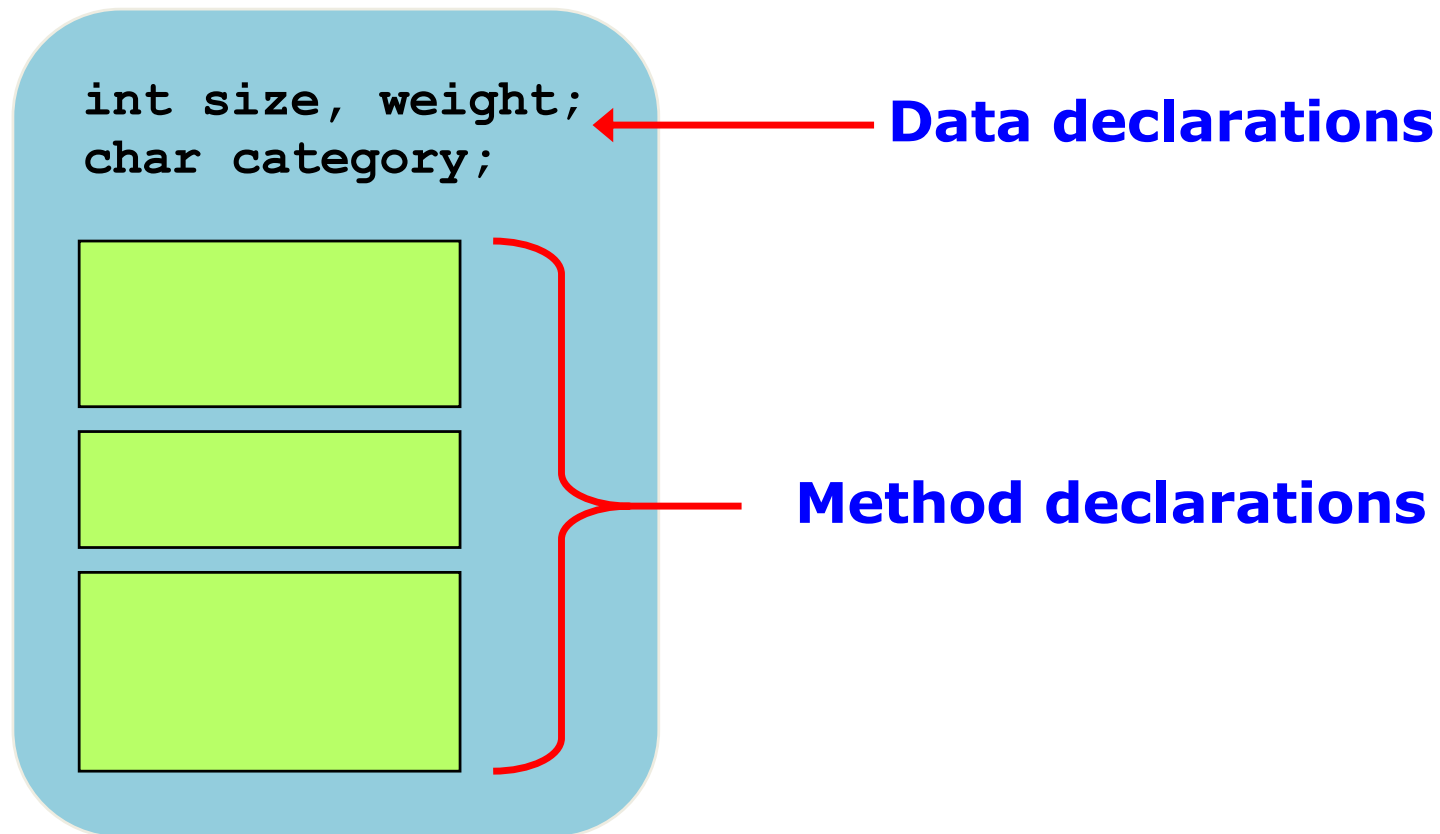 int size, weight;
char category;
Data declarations
Method declarations